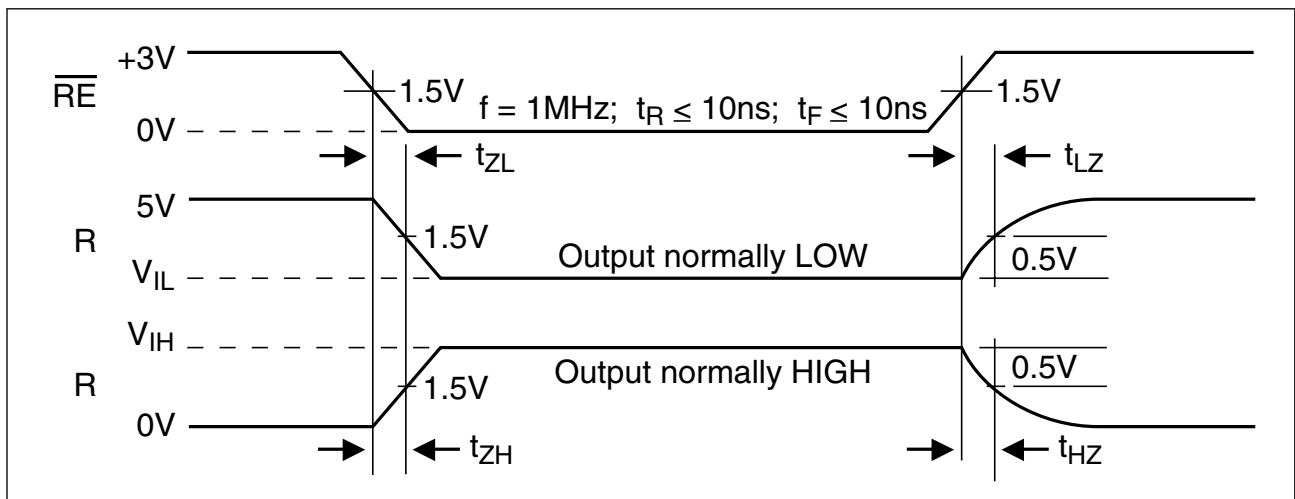 +3V
R̅E̅
1.5V
f = 1MHz; tR ≤ 10ns; tF ≤ 10ns
1.5V
0V
tZL
tLZ
5V
R
1.5V
Output normally LOW
0.5V
VIL
VIH
R
1.5V
Output normally HIGH
0.5V
0V
tZH
tHZ